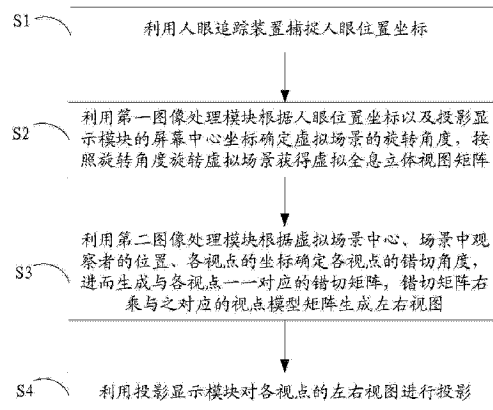 S1
利用人眼追踪装置捕捉人眼位置坐标
S2
利用第一图像处理模块根据人眼位置坐标以及投影显
示模块的屏幕中心坐标确定虚拟场景的旋转角度，按
照旋转角度旋转虚拟场景获得虚拟全息立体视图矩阵
S3
利用第二图像处理模块根据虚拟场景中心、场景中观
察者的位置、各视点的坐标确定各视点的错切角度，
进而生成与各视点一一对应的错切矩阵，错切矩阵右
乘与之对应的视点模型矩阵生成左右视图
S4
利用投影显示模块对各视点的左右视图进行投影